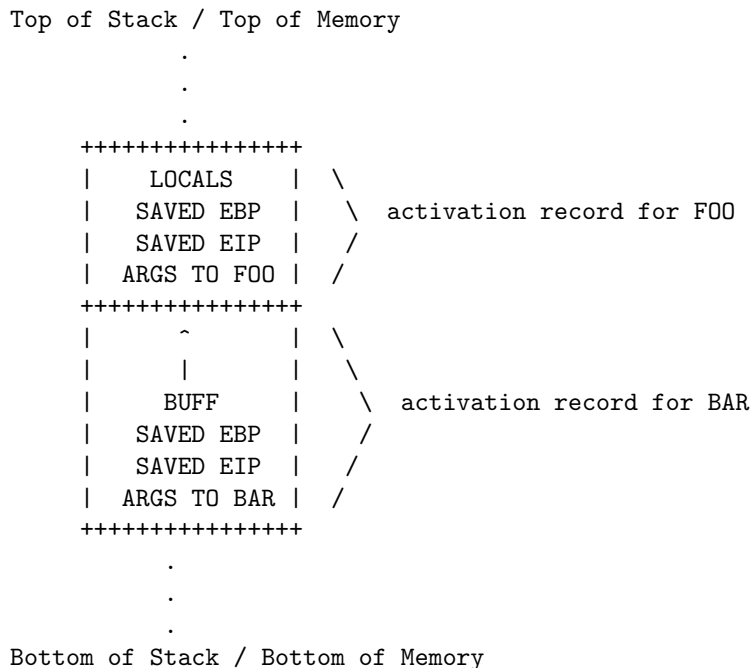 Top of Stack / Top of Memory
.
.
.
++++++++++++++++
| LOCALS | \
| SAVED EBP | \ activation record for FOO
| SAVED EIP | /
| ARGS TO FOO | /
++++++++++++++++
| ^ | \
| | | \
| BUFF | \ activation record for BAR
| SAVED EBP | /
| SAVED EIP | /
| ARGS TO BAR | /
++++++++++++++++
.
.
.
Bottom of Stack / Bottom of Memory